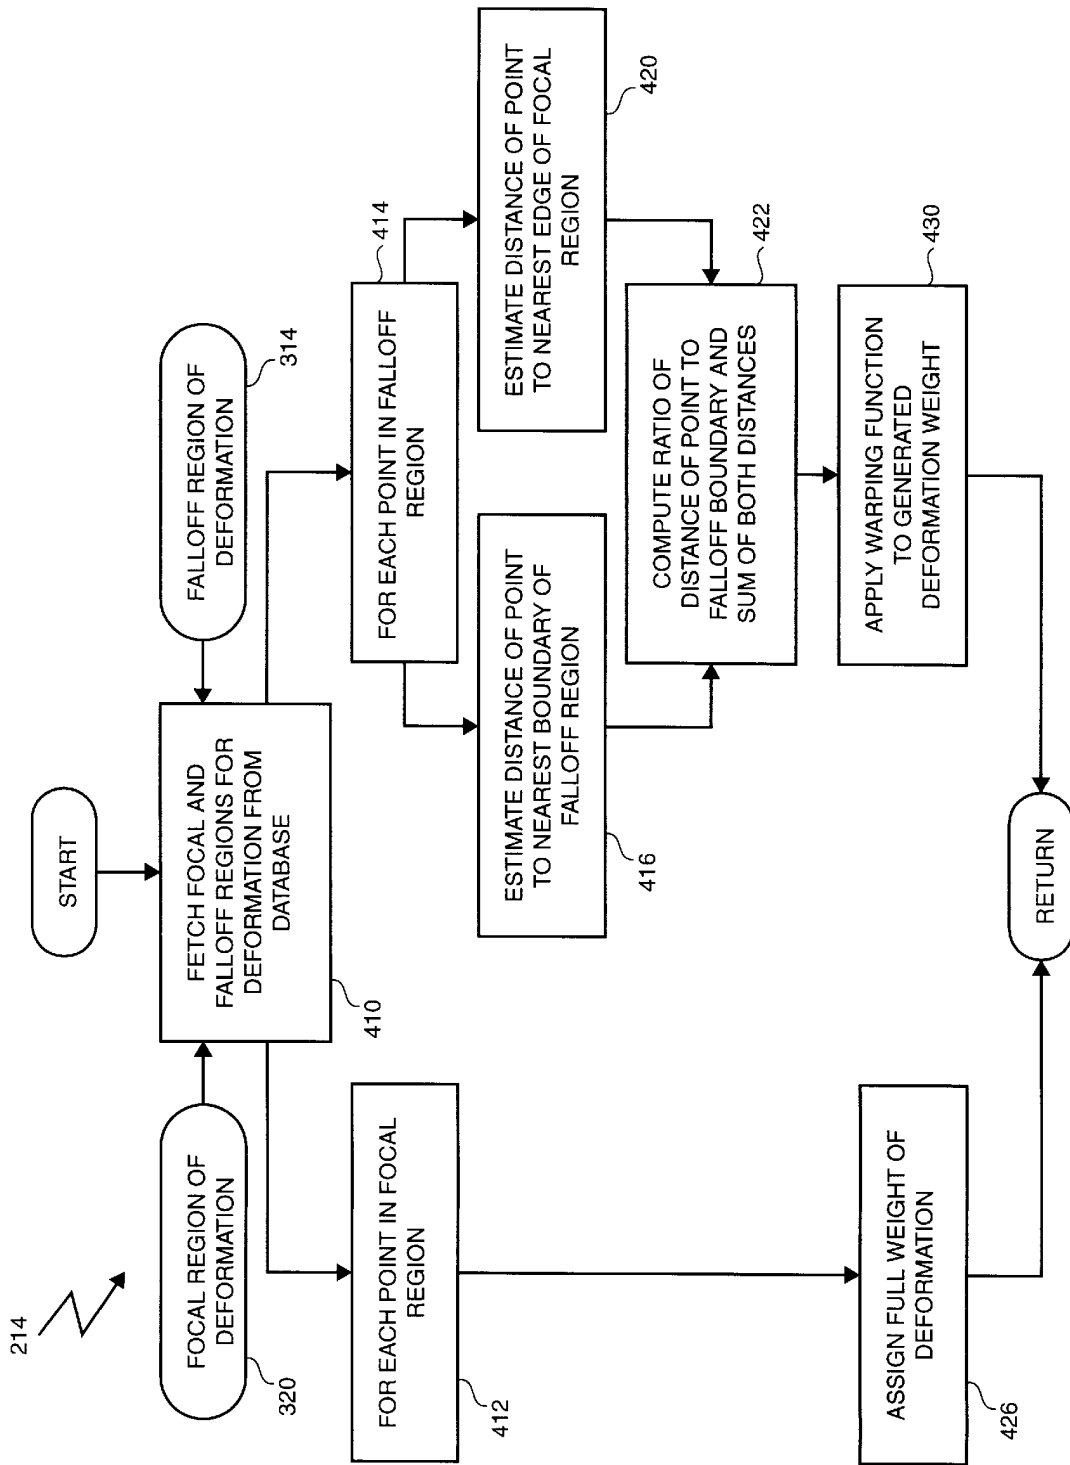 214
START
FOCAL REGION OF
DEFORMATION
320
FETCH FOCAL AND
FALLOFF REGIONS FOR
DEFORMATION FROM
DATABASE
410
FALLOFF REGION OF
DEFORMATION
314
FOR EACH POINT IN FOCAL
REGION
412
FOR EACH POINT IN FALLOFF
REGION
414
ESTIMATE DISTANCE OF POINT
TO NEAREST BOUNDARY OF
FALLOFF REGION
416
ESTIMATE DISTANCE OF POINT
TO NEAREST EDGE OF FOCAL
REGION
420
COMPUTE RATIO OF
DISTANCE OF POINT TO
FALLOFF BOUNDARY AND
SUM OF BOTH DISTANCES
422
ASSIGN FULL WEIGHT OF
DEFORMATION
426
APPLY WARPING FUNCTION
TO GENERATED
DEFORMATION WEIGHT
430
RETURN